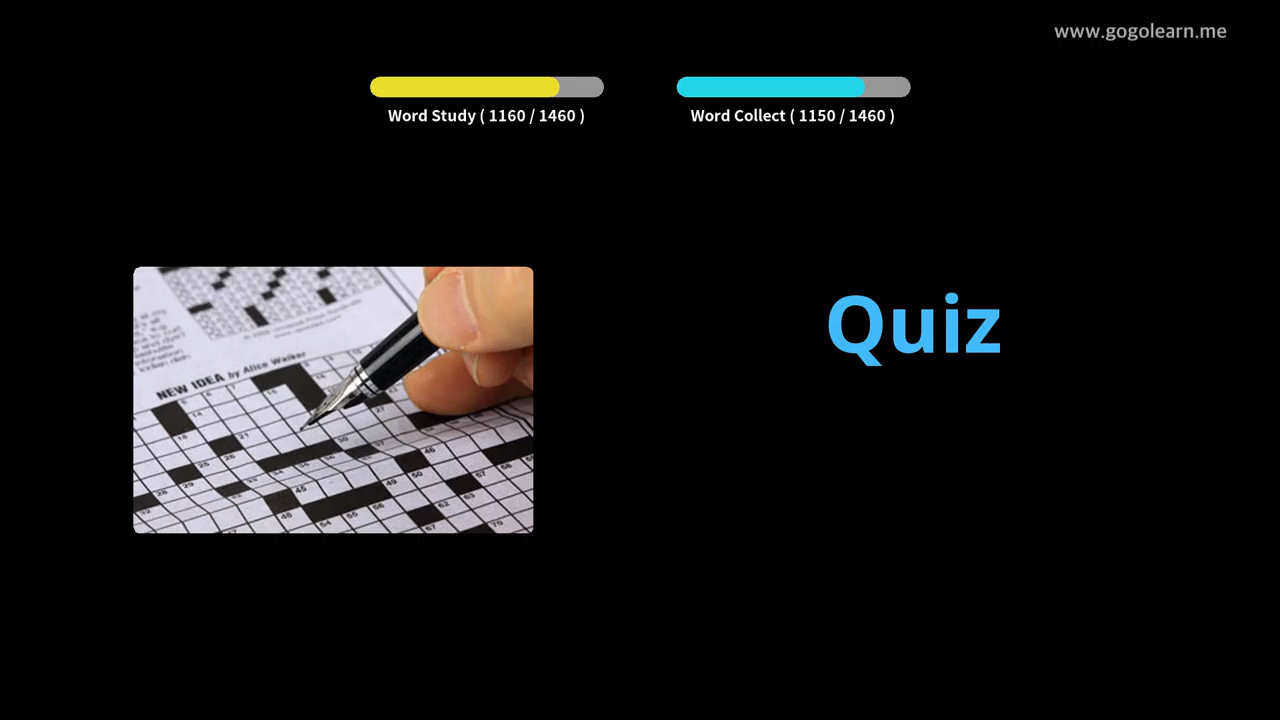 www.gogolearn.me
Word Study ( 1160 / 1460 )
Word Collect ( 1150 / 1460 )
Quiz
NEW IDEA by Alice Walker